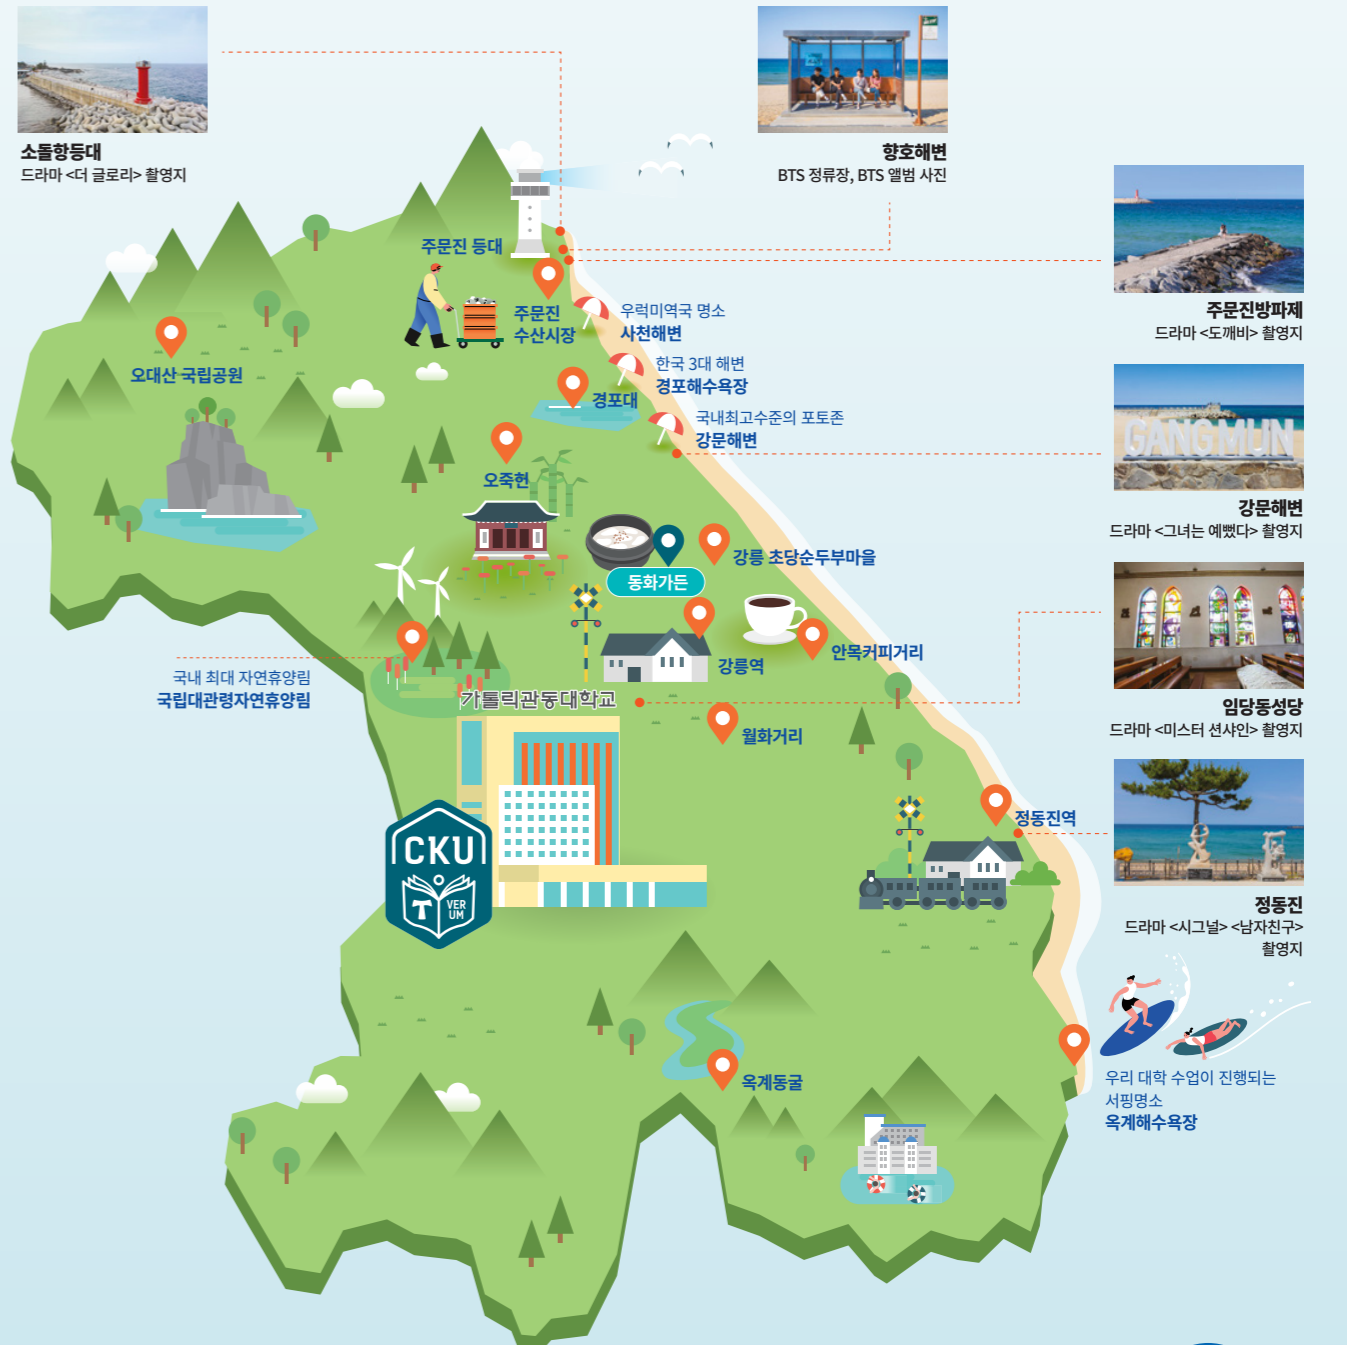 소돌항등대
드라마 <더 글로리> 촬영지
향호해변
BTS 정류장, BTS 앨범 사진
주문진방파제
드라마 <도깨비> 촬영지
주문진 등대
주문진
수산시장
우럭미역국 명소
사천해변
한국 3대 해변
경포해수욕장
오대산 국립공원
경포대
국내최고수준의 포토존
강문해변
GANGMUN
강문해변
드라마 <그녀는 예뻤다> 촬영지
오죽헌
강릉 초당순두부마을
동화가든
안목커피거리
강릉역
국내 최대 자연휴양림
국립대관령자연휴양림
가톨릭관동대학교
월화거리
임당동성당
드라마 <미스터 션샤인> 촬영지
정동진역
CKU
VER
UM
정동진
드라마 <시그널> <남자친구>
촬영지
옥계동굴
우리 대학 수업이 진행되는
서핑명소
옥계해수욕장